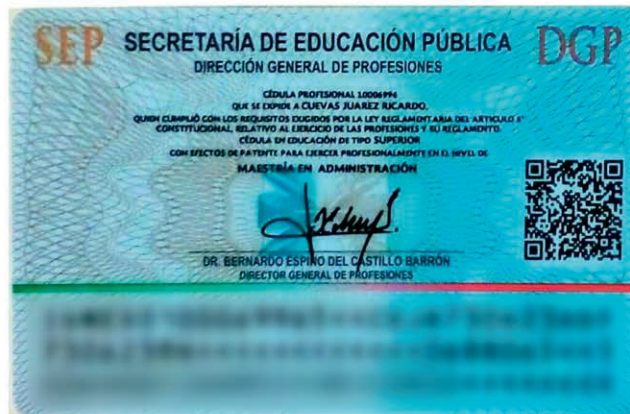 SEP SECRETARÍA DE EDUCACIÓN PÚBLICA DGP
DIRECCIÓN GENERAL DE PROFESIONES
CÉDULA PROFESIONAL 10006994
QUE SE EXPIDE A CUEVAS JUAREZ RICARDO,
QUIEN CUMPLIÓ CON LOS REQUISITOS EXIGIDOS POR LA LEY REGLAMENTARIA DEL ARTICULO 5°
CONSTITUCIONAL, RELATIVO AL EJERCICIO DE LAS PROFESIONES Y SU REGLAMENTO.
CÉDULA EN EDUCACIÓN DE TIPO SUPERIOR
CON EFECTOS DE PATENTE PARA EJERCER PROFESIONALMENTE EN EL NIVEL DE
MAESTRÍA EN ADMINISTRACIÓN
DR. BERNARDO ESPINO DEL CASTILLO BARRÓN
DIRECTOR GENERAL DE PROFESIONES